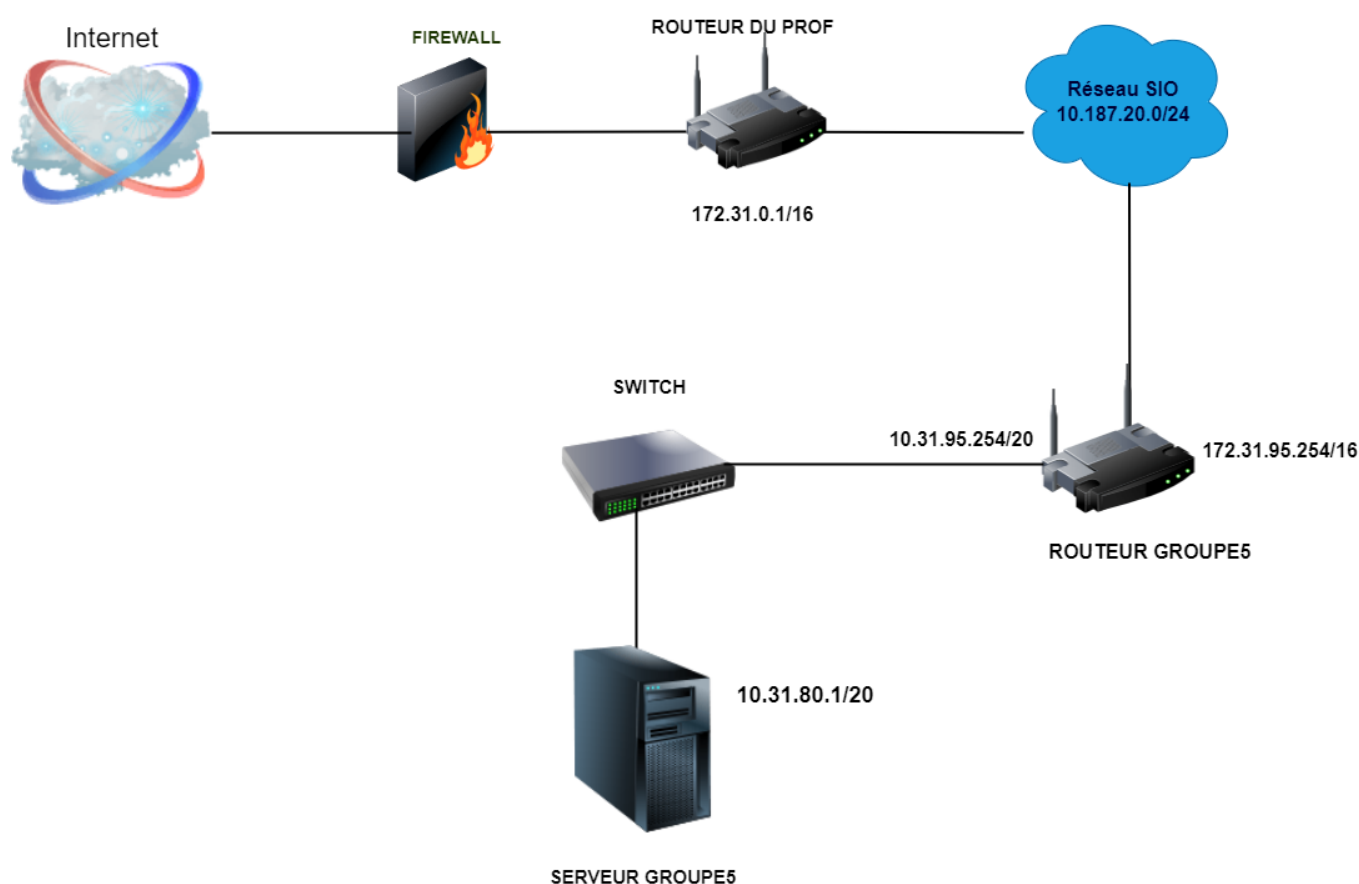 Internet
FIREWALL
ROUTEUR DU PROF
Réseau SIO
10.187.20.0/24
172.31.0.1/16
SWITCH
10.31.95.254/20
172.31.95.254/16
ROUTEUR GROUPE5
10.31.80.1/20
SERVEUR GROUPE5